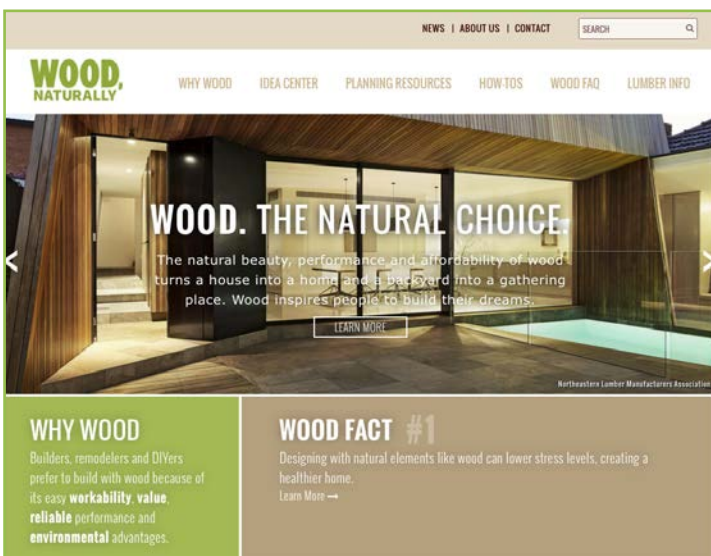 NEWS | ABOUT US | CONTACT SEARCH
WOOD,
NATURALLY
WHY WOOD IDEA CENTER PLANNING RESOURCES HOW-TOS WOOD FAQ LUMBER INFO
WOOD. THE NATURAL CHOICE.
The natural beauty, performance and affordability of wood
turns a house into a home and a backyard into a gathering
place. Wood inspires people to build their dreams.
LEARN MORE
Northeastern Lumber Manufacturers Association
WHY WOOD
Builders, remodelers and DIYers
prefer to build with wood because of
its easy workability, value,
reliable performance and
environmental advantages.
WOOD FACT #1
Designing with natural elements like wood can lower stress levels, creating a
healthier home.
Learn More →